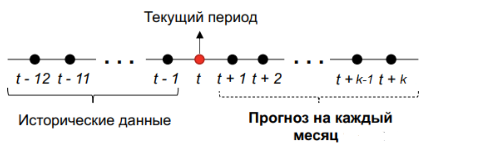 Текущий период
t - 12 t - 11 . . . t - 1 t t + 1 t + 2 . . . t + k-1 t + k
Исторические данные
Прогноз на каждый
месяц